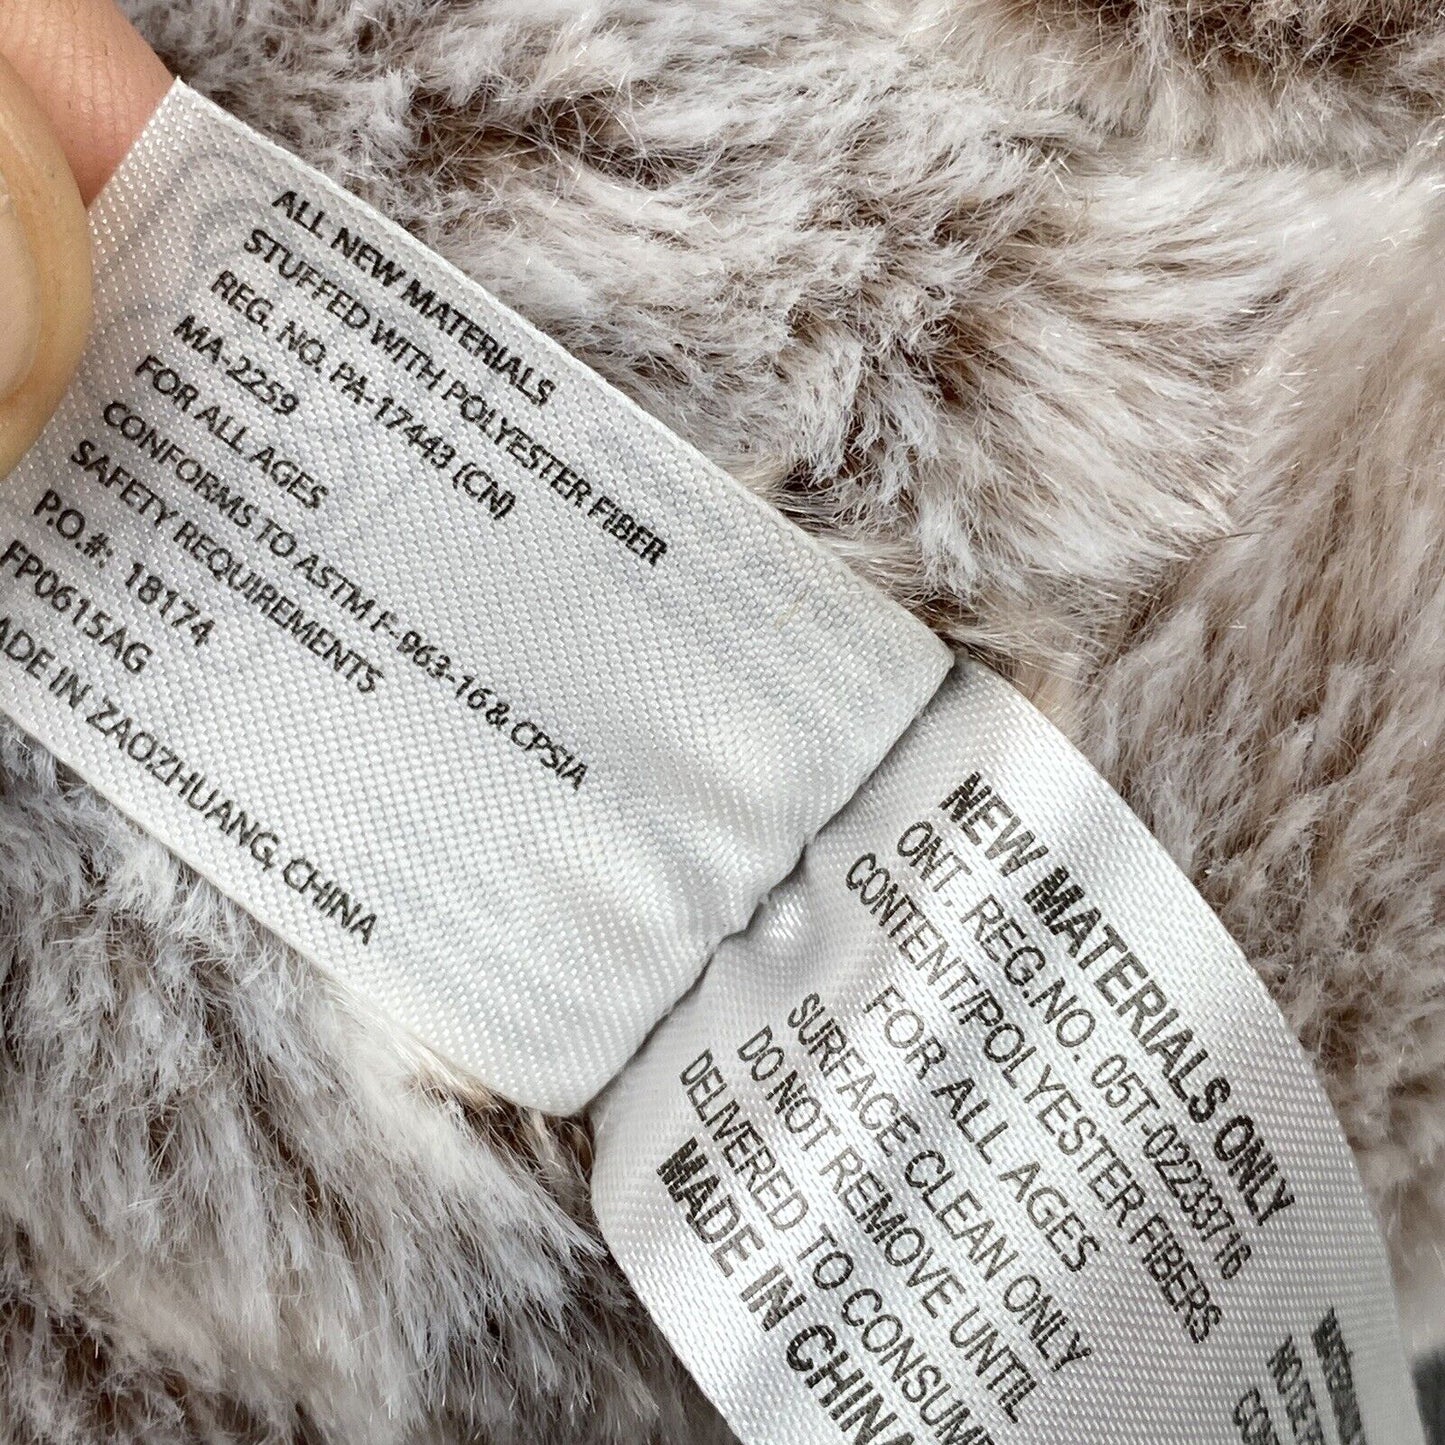 ALL NEW MATERIALS
STUFFED WITH POLYESTER FIBER
REG. NO. PA-17443 (CN)
MA-2259
FOR ALL AGES
CONFORMS TO ASTM F-963-16 & CPSIA
SAFETY REQUIREMENTS
P.O.#: 18174
FP0615AG
ADE IN ZAOZHUANG, CHINA
NEW MATERIALS ONLY
ONT. REG.NO. 05T-02233716
CONTENT/POLYESTER FIBERS
FOR ALL AGES
SURFACE CLEAN ONLY
DO NOT REMOVE UNTIL
DELIVERED TO CONSUM
MADE IN CHINA